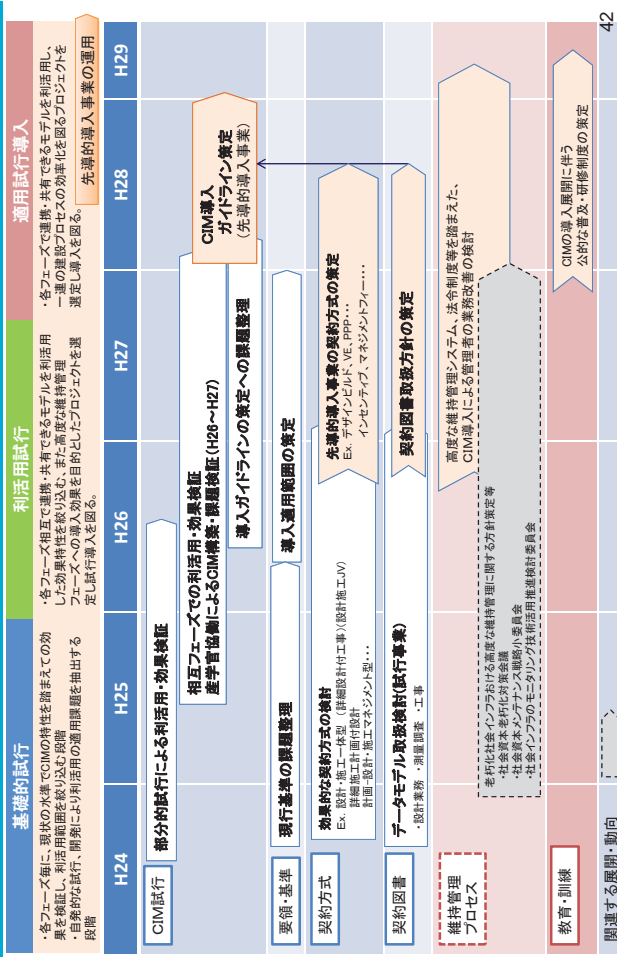 基礎的試行
利活用試行
適用試行導入
・各フェーズ毎に、現状の水準でCIMの特性を踏まえての効
果を検証し、利活用範囲を絞り込む段階
・自発的な試行、開発により利活用の適用課題を抽出する
段階
・各フェーズ相互で連携・共有できるモデルを利活用
した効果特性を絞り込む、また高度な維持管理
フェーズへの導入効果を目的としたプロジェクトを選
定し試行導入を図る。
・各フェーズで連携・共有できるモデルを利活用し、
一連の建設プロセスの効率化を図るプロジェクトを
選定し導入を図る。
先導的導入事業の運用
H24
H25
H26
H27
H28
H29
CIM試行
部分的試行による利活用・効果検証
相互フェーズでの利活用・効果検証
産学官協働によるCIM構築・課題検証(H26～H27)
導入ガイドラインの策定への課題整理
CIM導入
ガイドライン策定
(先導的導入事業)
要領・基準
現行基準の課題整理
導入適用範囲の策定
契約方式
効果的な契約方式の検討
Ex. 設計・施工一体型 (詳細設計付工事)(設計施工JV)
詳細施工計画付設計
計画-設計・施工マネジメント型・・・
先導的導入事業の契約方式の策定
Ex. デザインビルド、VE、PPP・・・
インセンティブ、マネジメントフィー・・・
契約図書
データモデル取扱検討(試行事業)
・設計業務 ・測量調査 ・工事
契約図書取扱方針の策定
維持管理
プロセス
高度な維持管理システム、法令制度等を踏まえた、
CIM導入による管理者の業務改善の検討
老朽化社会インフラおける高度な維持管理に関する方針策定等
・社会資本老朽化対策会議
・社会資本メンテナンス戦略小委員会
・社会インフラのモニタリング技術活用推進検討委員会
教育・訓練
CIMの導入展開に伴う
公的な普及・研修制度の策定
関連する展開・動向
42